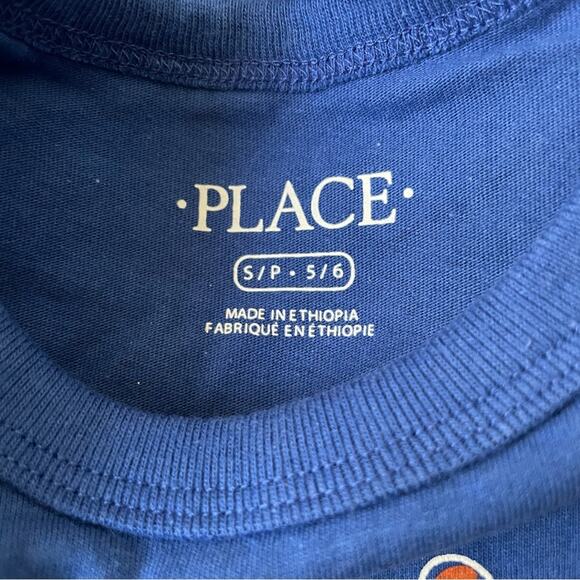 ·PLACE·
S/P • 5/6
MADE IN ETHIOPIA
FABRIQUÉ EN ÉTHIOPIE